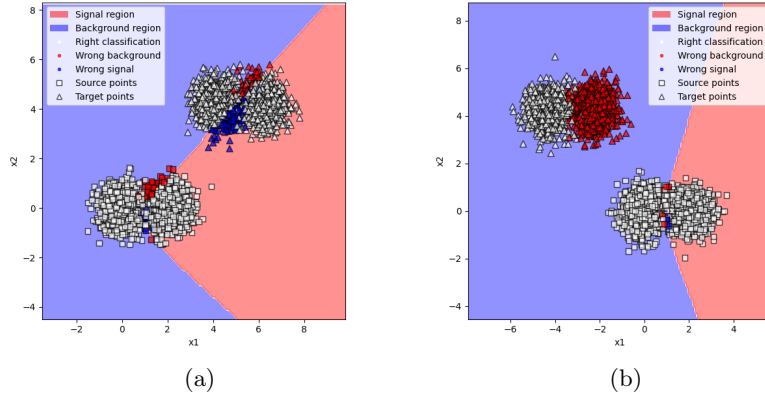 Signal region
Background region
Right classification
Wrong background
Wrong signal
Source points
Target points
8
6
4
2
0
−2
−4
x2
−2 0 2 4 6 8
x1
(a)
Signal region
Background region
Right classification
Wrong background
Wrong signal
Source points
Target points
8
6
4
2
0
−2
−4
x2
−6 −4 −2 0 2 4
x1
(b)